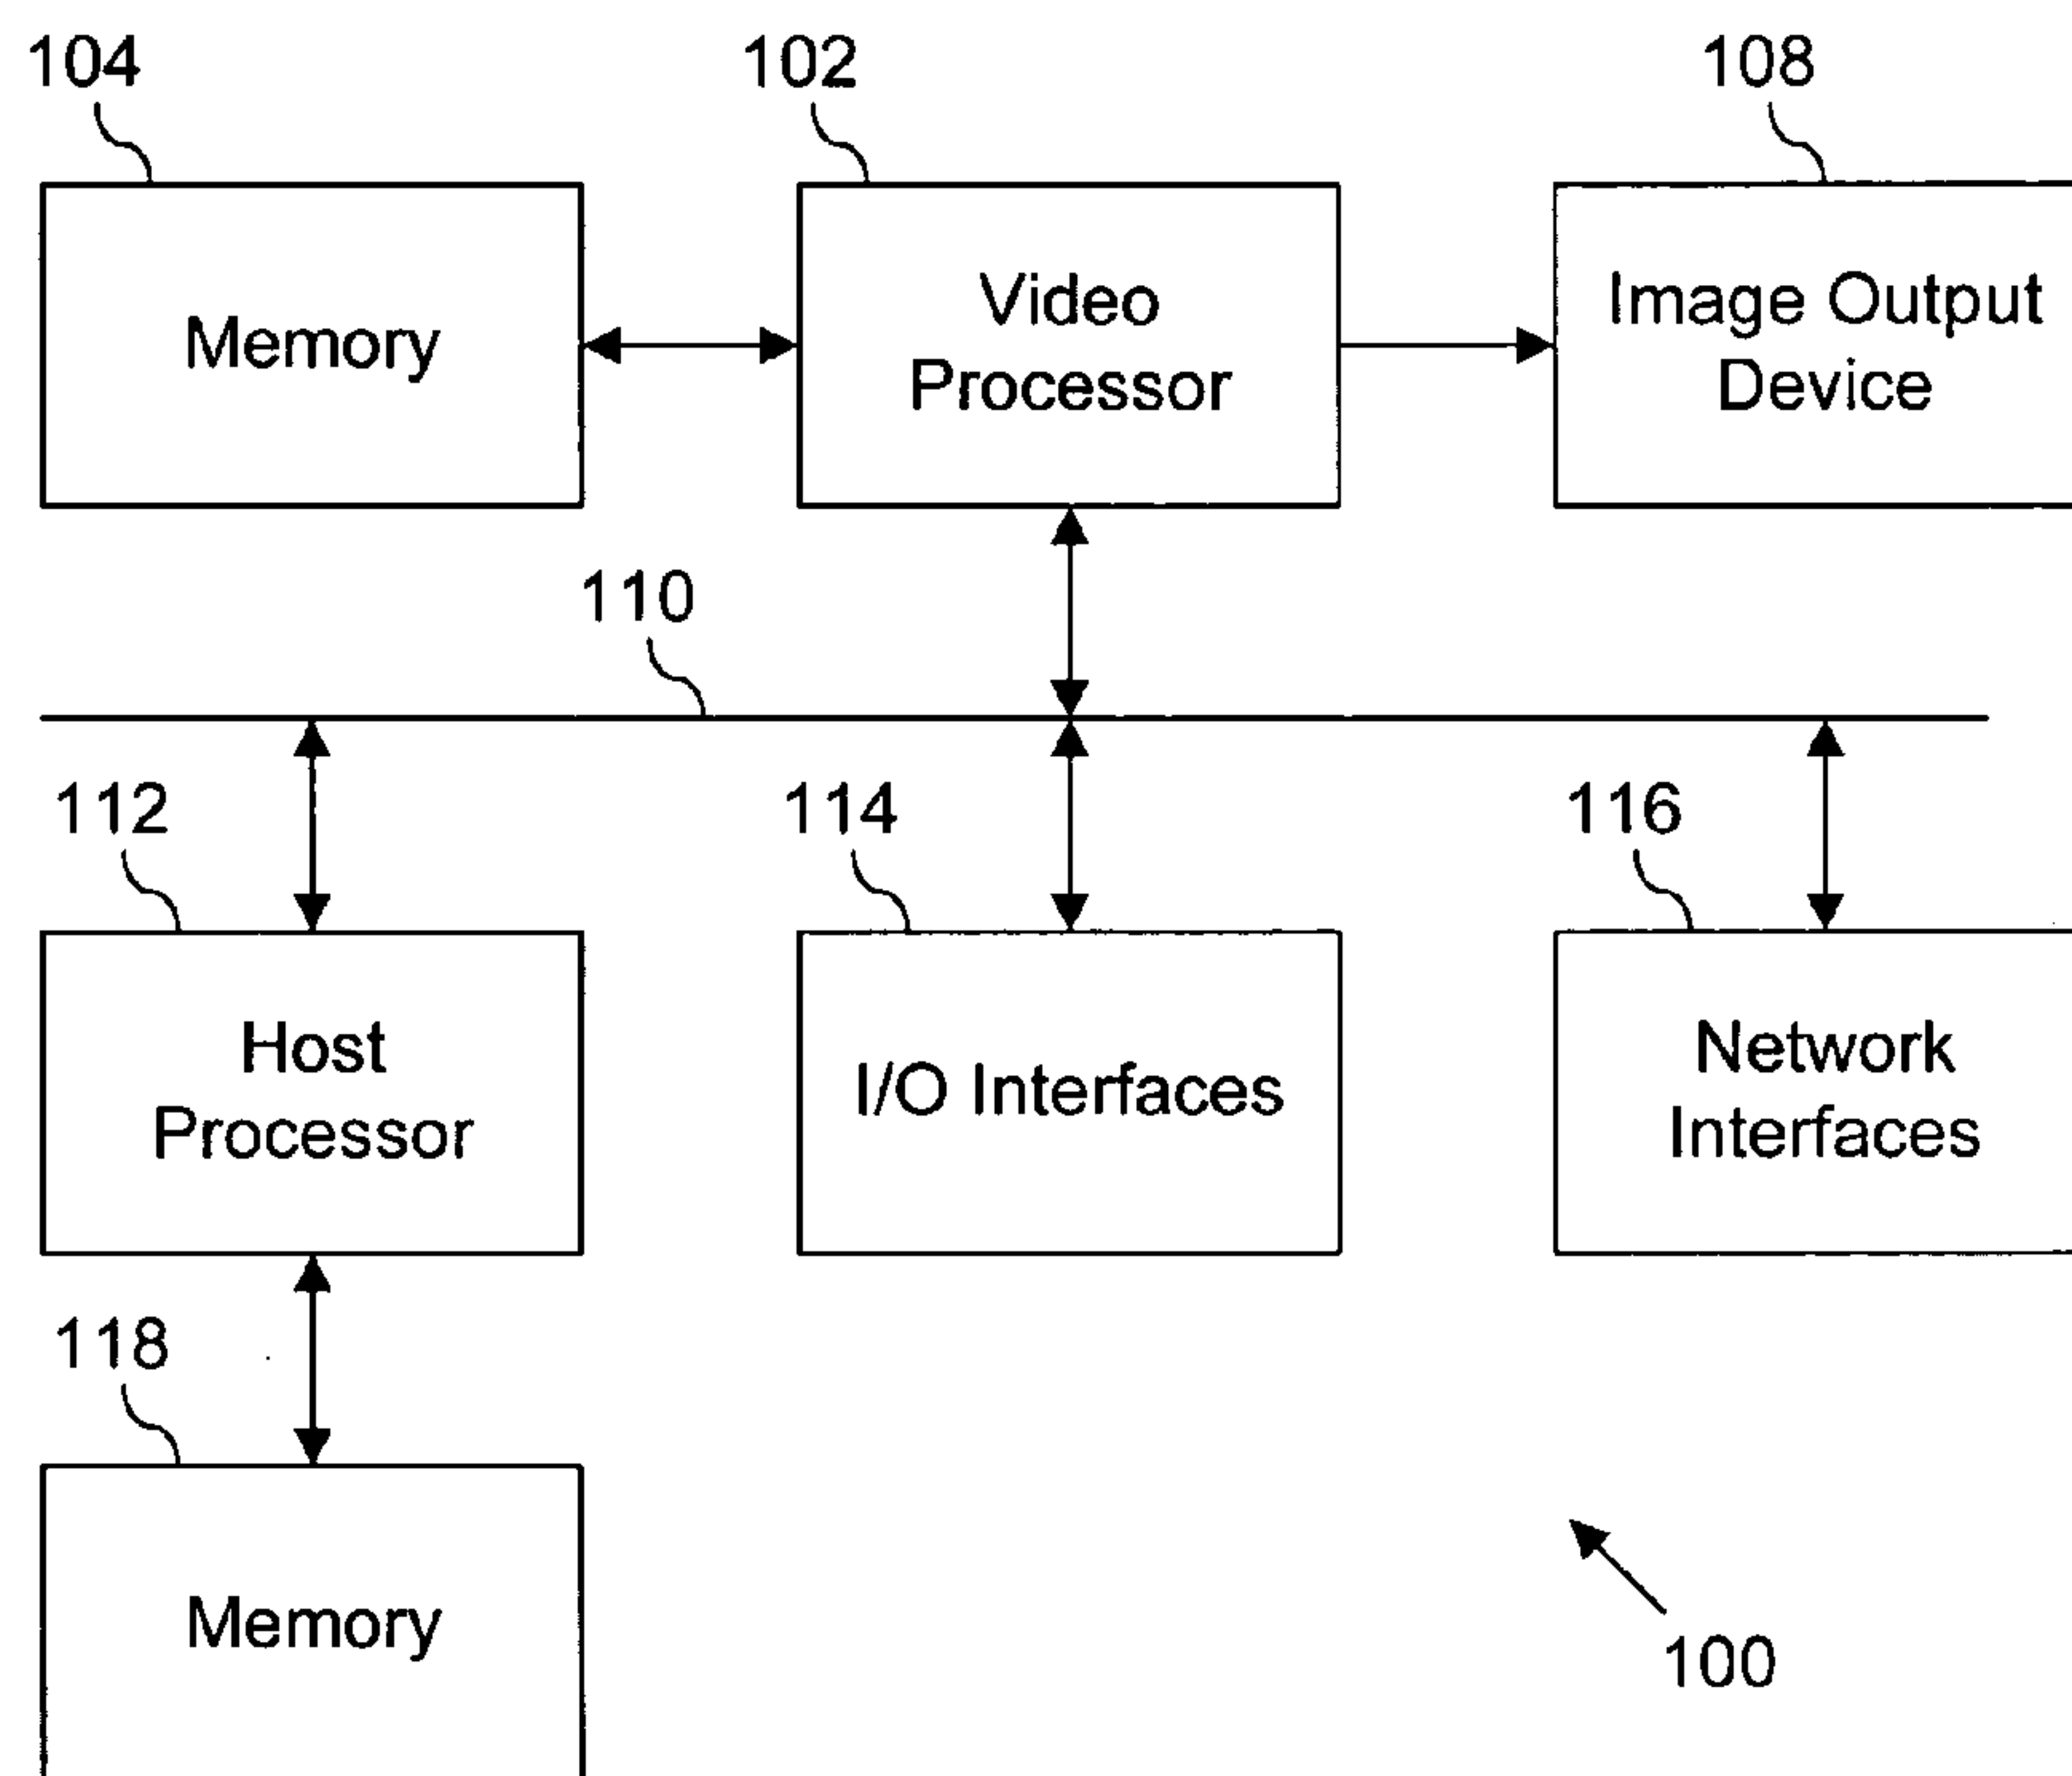 104
102
108
Memory
Video
Processor
Image Output
Device
110
112
114
116
Host
Processor
I/O Interfaces
Network
Interfaces
118
Memory
100